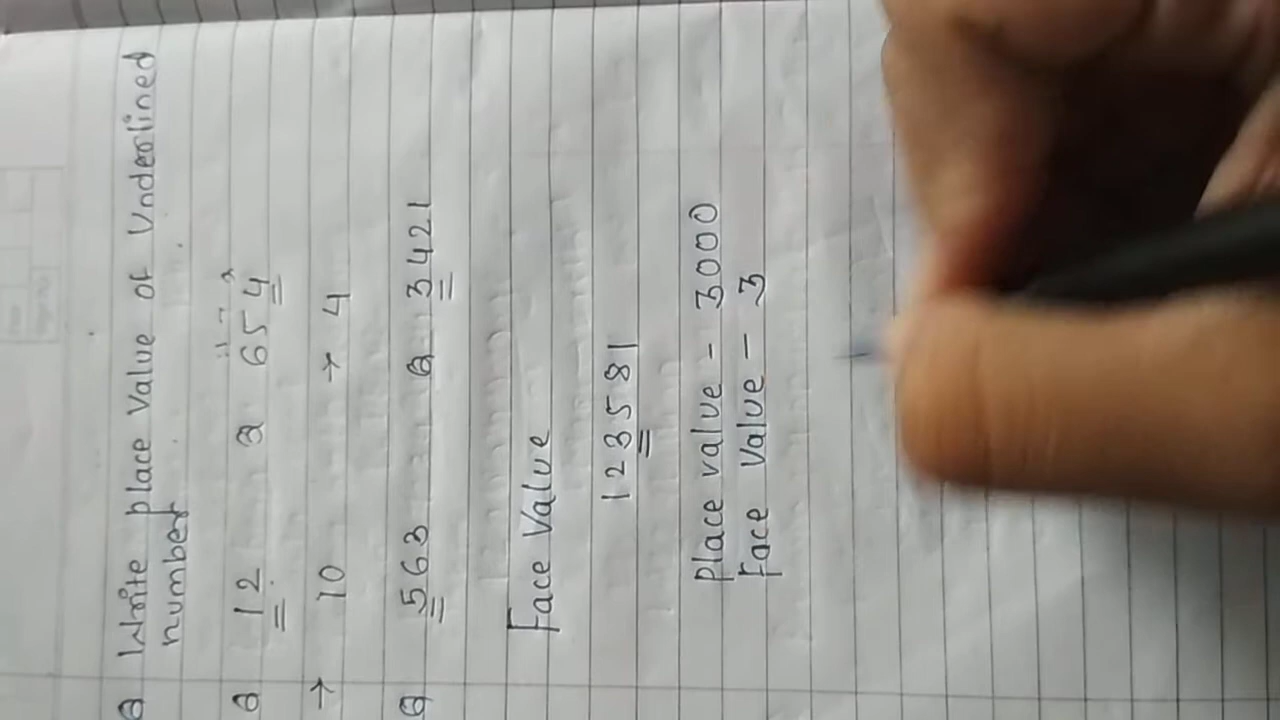 Q Write place Value of Underlined
number
Q 12 Q 654
→ 10 → 4
Q 563 Q 3421
Face Value
123581
Place value - 3000
Face Value - 3